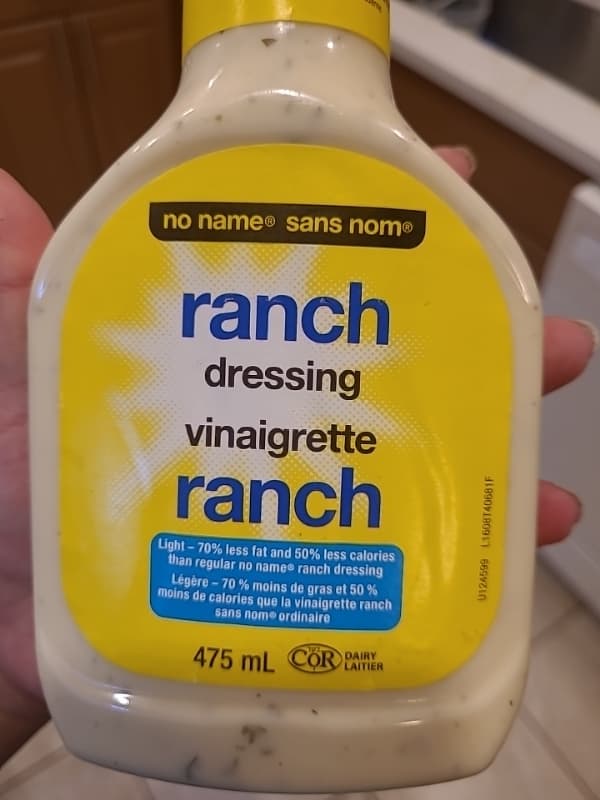 no name® sans nom®
ranch
dressing
vinaigrette
ranch
Light – 70% less fat and 50% less calories
than regular no name® ranch dressing
Légère – 70 % moins de gras et 50 %
moins de calories que la vinaigrette ranch
sans nom® ordinaire
475 mL COR DAIRY
LAITIER
U124599 L1608T40681F